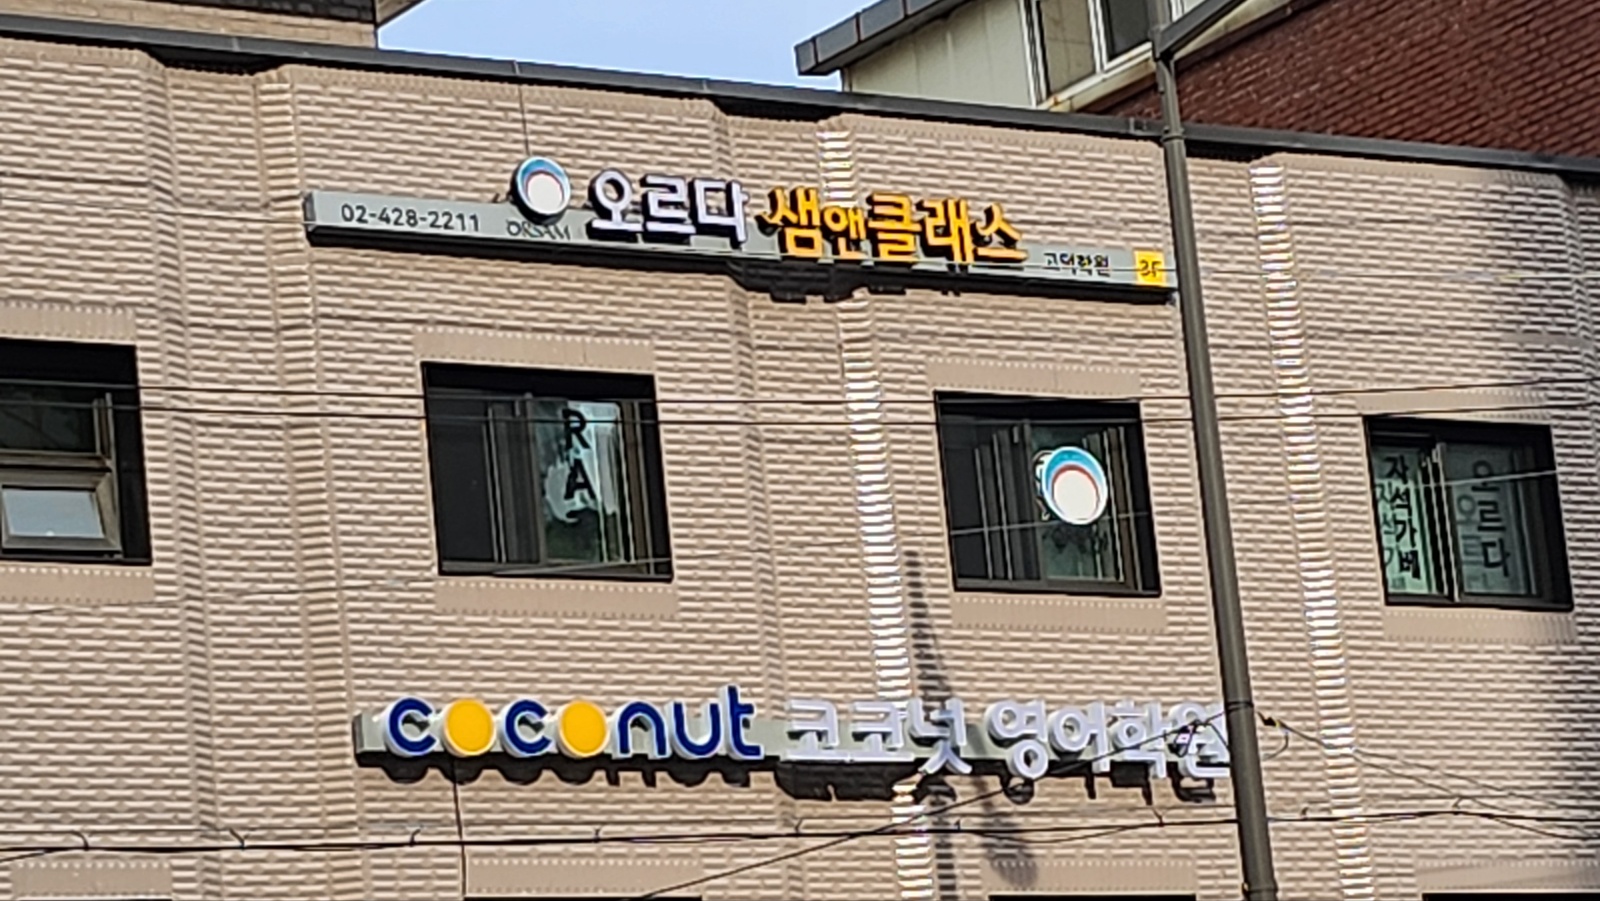 02-428-2211 ORSAM 오르다 샘앤클래스 고덕학원 3F
RA
자석가베 오르다
coconut 코코넛 영어학원